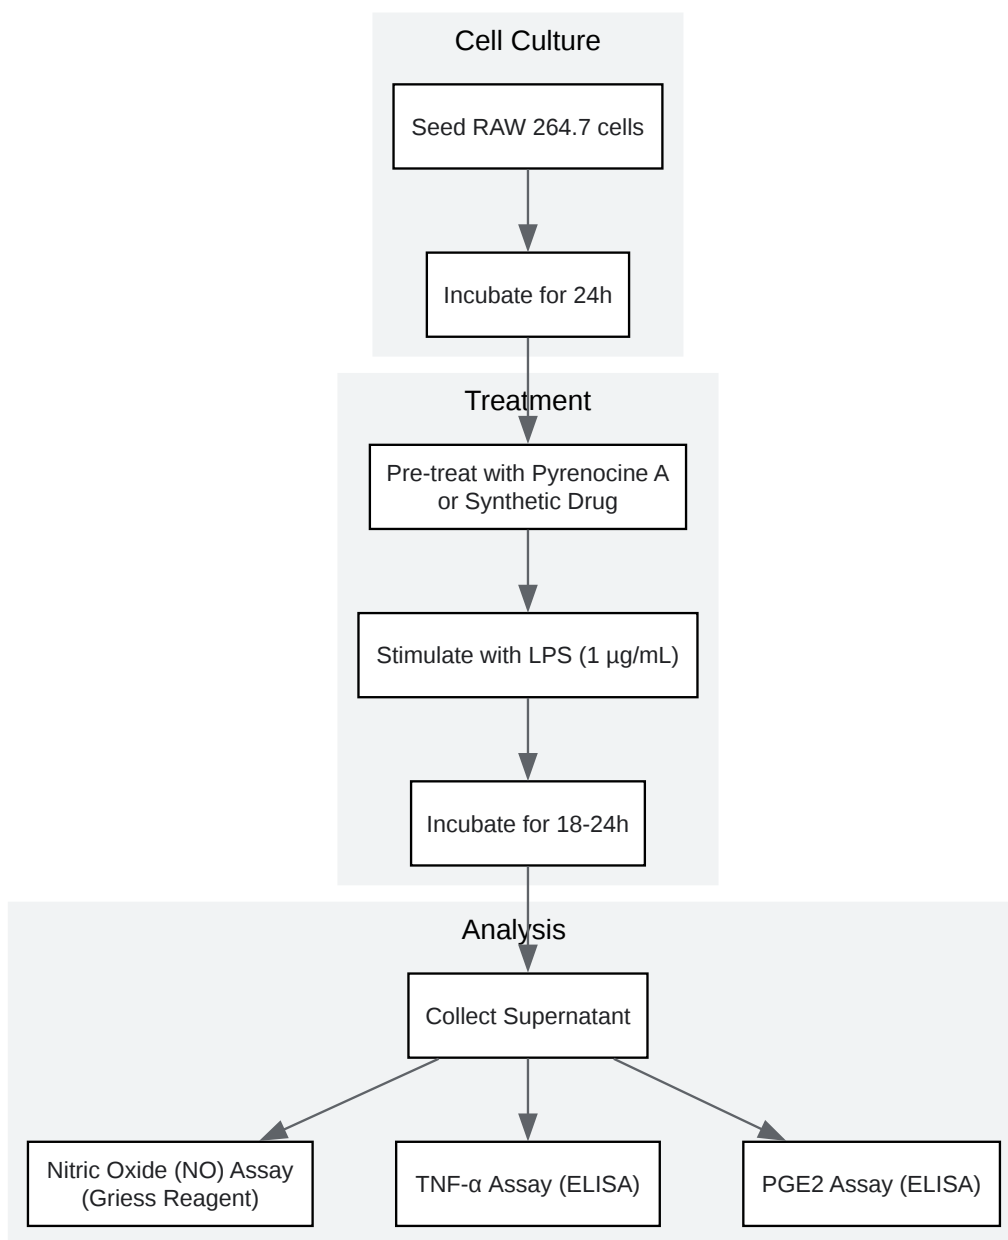 Cell Culture
Seed RAW 264.7 cells
Incubate for 24h
Treatment
Pre-treat with Pyrenocine A
or Synthetic Drug
Stimulate with LPS (1 µg/mL)
Incubate for 18-24h
Analysis
Collect Supernatant
Nitric Oxide (NO) Assay
(Griess Reagent)
TNF-α Assay (ELISA)
PGE2 Assay (ELISA)